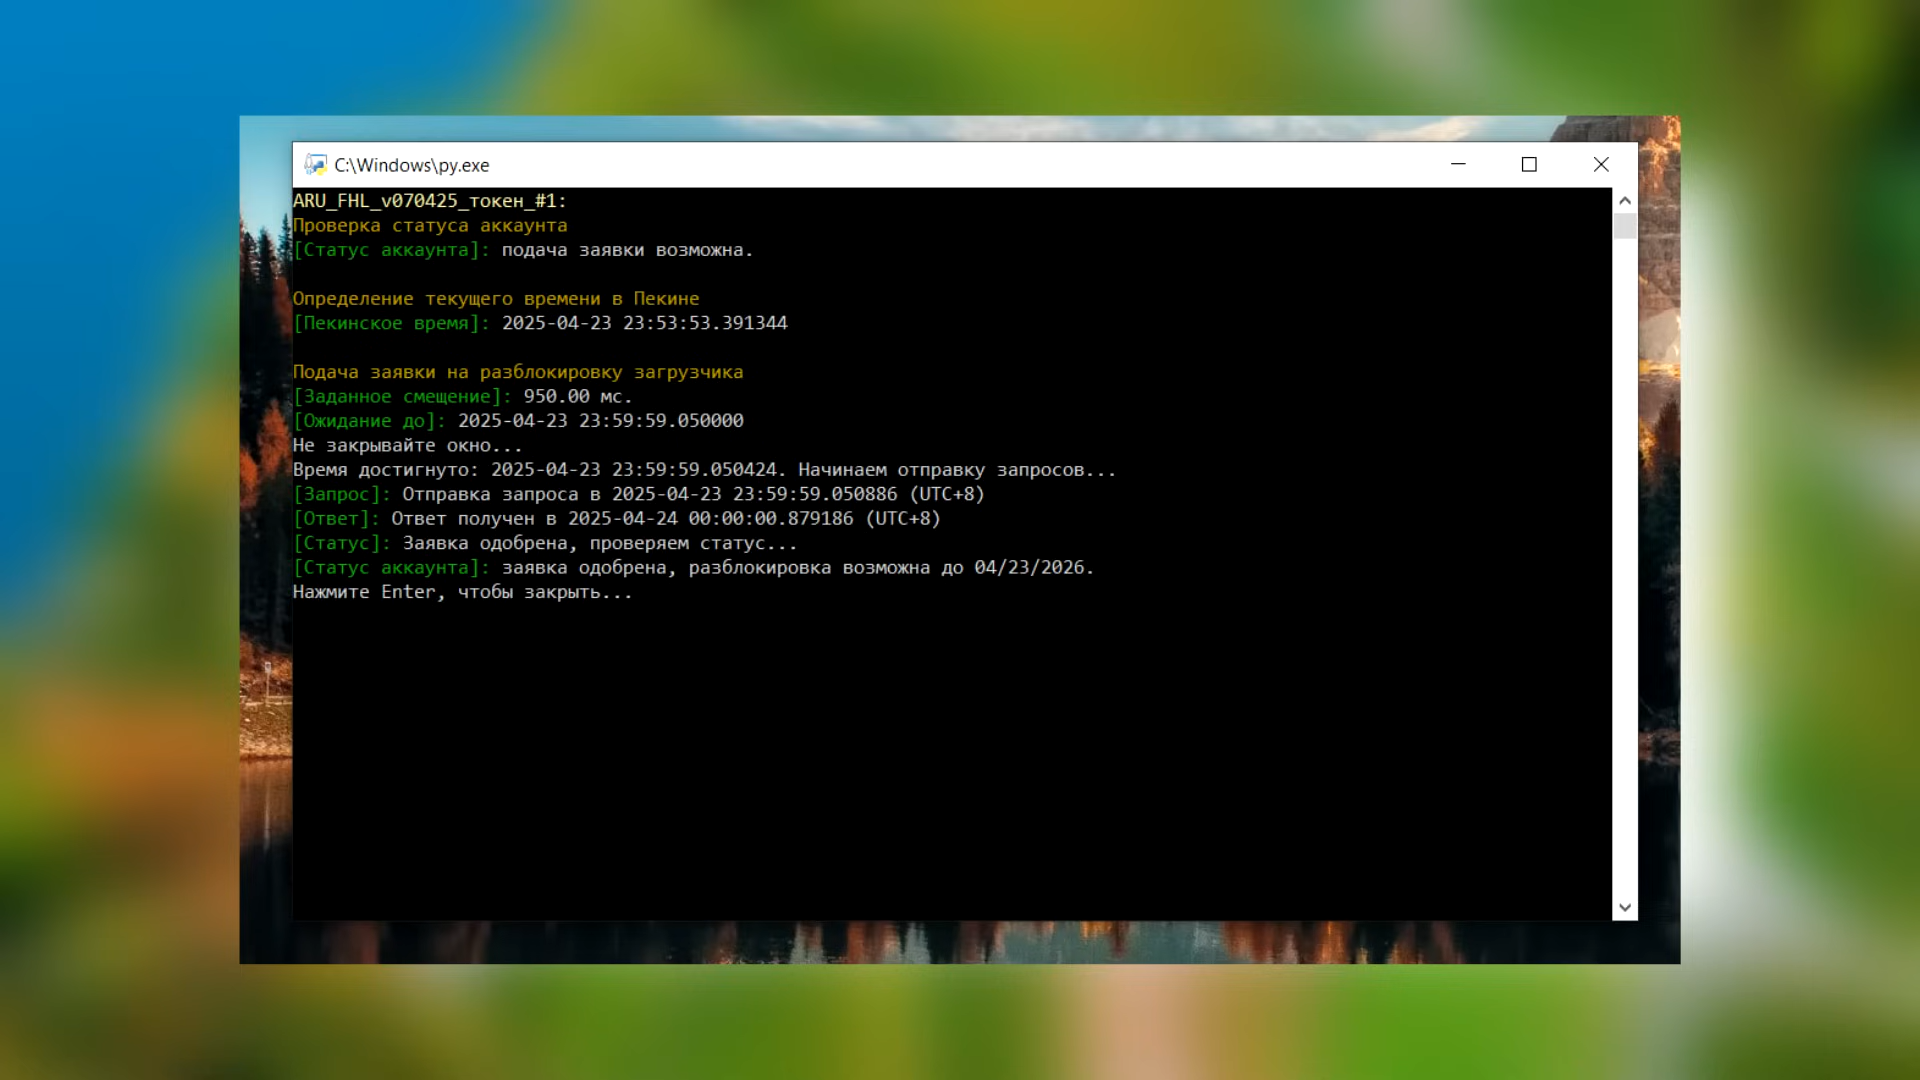 C:\Windows\py.exe
ARU_FHL_v070425_токен_#1:
Проверка статуса аккаунта
[Статус аккаунта]: подача заявки возможна.
Определение текущего времени в Пекине
[Пекинское время]: 2025-04-23 23:53:53.391344
Подача заявки на разблокировку загрузчика
[Заданное смещение]: 950.00 мс.
[Ожидание до]: 2025-04-23 23:59:59.050000
Не закрывайте окно...
Время достигнуто: 2025-04-23 23:59:59.050424. Начинаем отправку запросов...
[Запрос]: Отправка запроса в 2025-04-23 23:59:59.050886 (UTC+8)
[Ответ]: Ответ получен в 2025-04-24 00:00:00.879186 (UTC+8)
[Статус]: Заявка одобрена, проверяем статус...
[Статус аккаунта]: заявка одобрена, разблокировка возможна до 04/23/2026.
Нажмите Enter, чтобы закрыть...